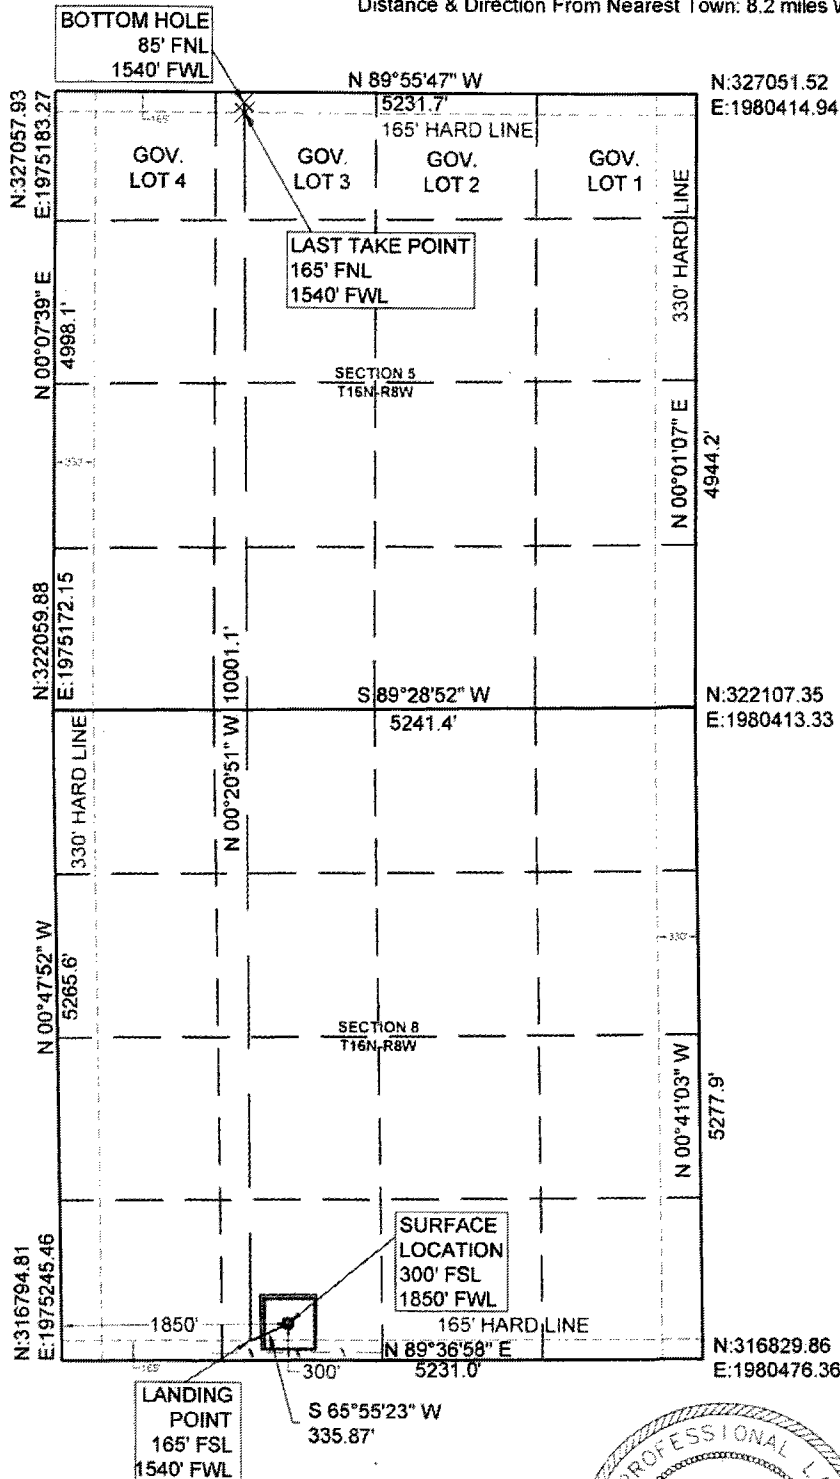 Distance & Direction From Nearest Town: 8.2 miles W
BOTTOM HOLE
85' FNL
1540' FWL
N 89°55'47" W
5231.7'
N:327051.52
E:1980414.94
N:327057.93
E:1975183.27
165'
165' HARD LINE
GOV.
LOT 4
GOV.
LOT 3
GOV.
LOT 2
GOV.
LOT 1
330' HARD LINE
LAST TAKE POINT
165' FNL
1540' FWL
N 00°07'39" E
4998.1'
SECTION 5
T16N-R8W
330'
N 00°01'07" E
4944.2'
N:322059.88
E:1975172.15
N 00°20'51" W 10001.1'
S 89°28'52" W
5241.4'
N:322107.35
E:1980413.33
330' HARD LINE
330'
N 00°47'52" W
5265.6'
SECTION 8
T16N-R8W
N 00°41'03" W
5277.9'
SURFACE
LOCATION
300' FSL
1850' FWL
N:316794.81
E:1975245.46
1850'
165' HARD LINE
N 89°36'58" E
5231.0'
N:316829.86
E:1980476.36
165'
300'
LANDING
POINT
165' FSL
1540' FWL
S 65°55'23" W
335.87'
PROFESSIONAL L